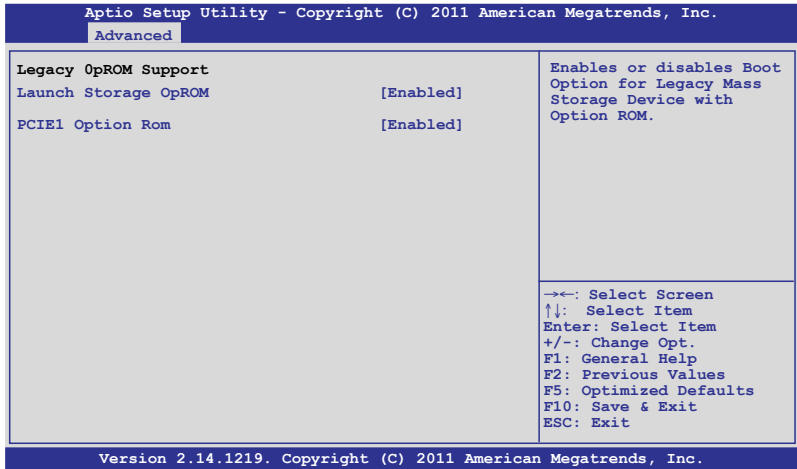 Aptio Setup Utility - Copyright (C) 2011 American Megatrends, Inc.
Advanced
Legacy 0pROM Support
Launch Storage OpROM [Enabled]
PCIE1 Option Rom [Enabled]
Enables or disables Boot
Option for Legacy Mass
Storage Device with
Option ROM.
→←: Select Screen
↑↓: Select Item
Enter: Select Item
+/-: Change Opt.
F1: General Help
F2: Previous Values
F5: Optimized Defaults
F10: Save & Exit
ESC: Exit
Version 2.14.1219. Copyright (C) 2011 American Megatrends, Inc.